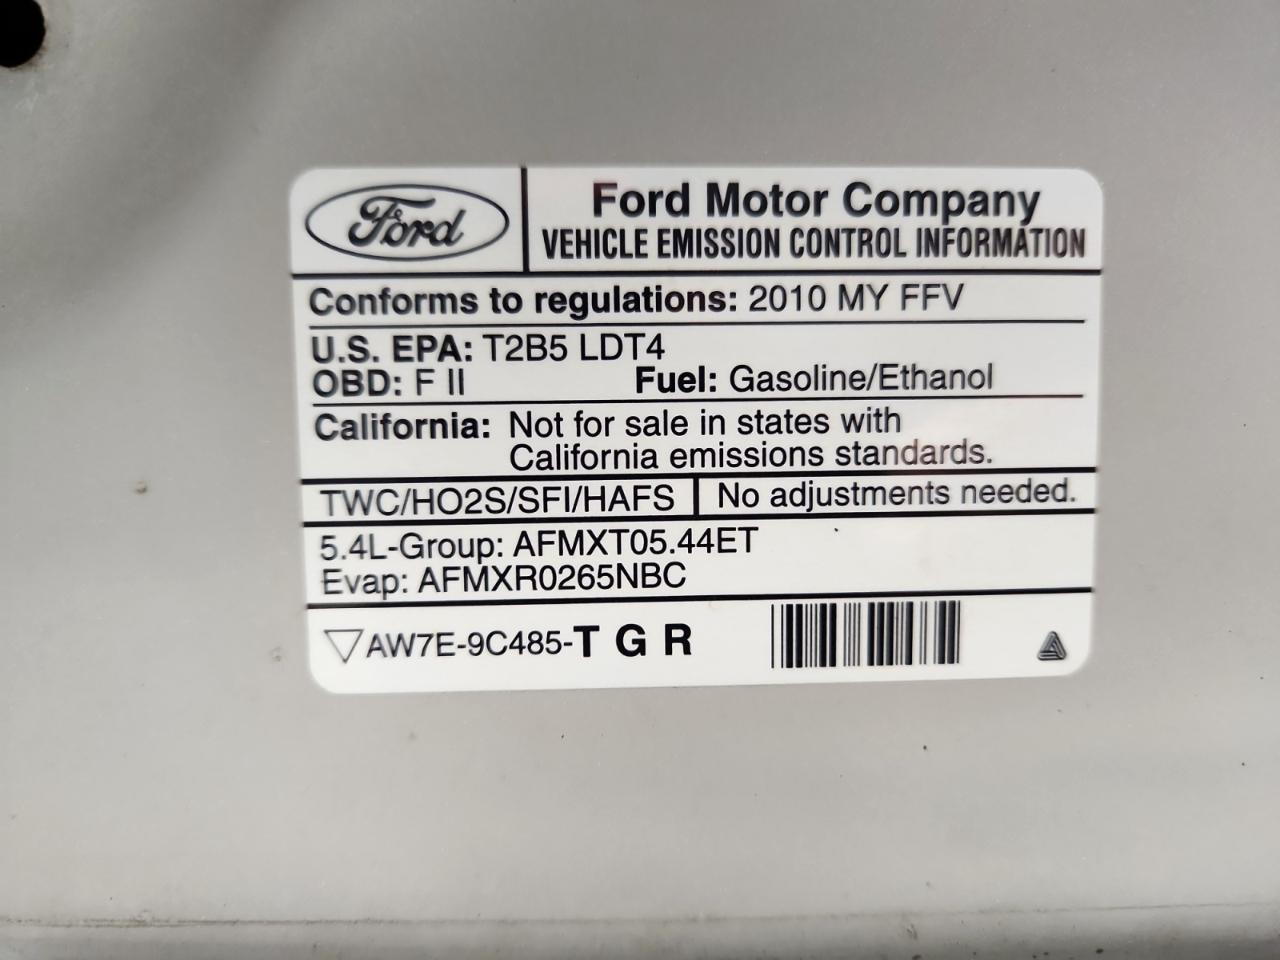 Ford
Ford Motor Company
VEHICLE EMISSION CONTROL INFORMATION
Conforms to regulations: 2010 MY FFV
U.S. EPA: T2B5 LDT4
OBD: F II Fuel: Gasoline/Ethanol
California: Not for sale in states with
California emissions standards.
TWC/HO2S/SFI/HAFS No adjustments needed.
5.4L-Group: AFMXT05.44ET
Evap: AFMXR0265NBC
AW7E-9C485-T G R